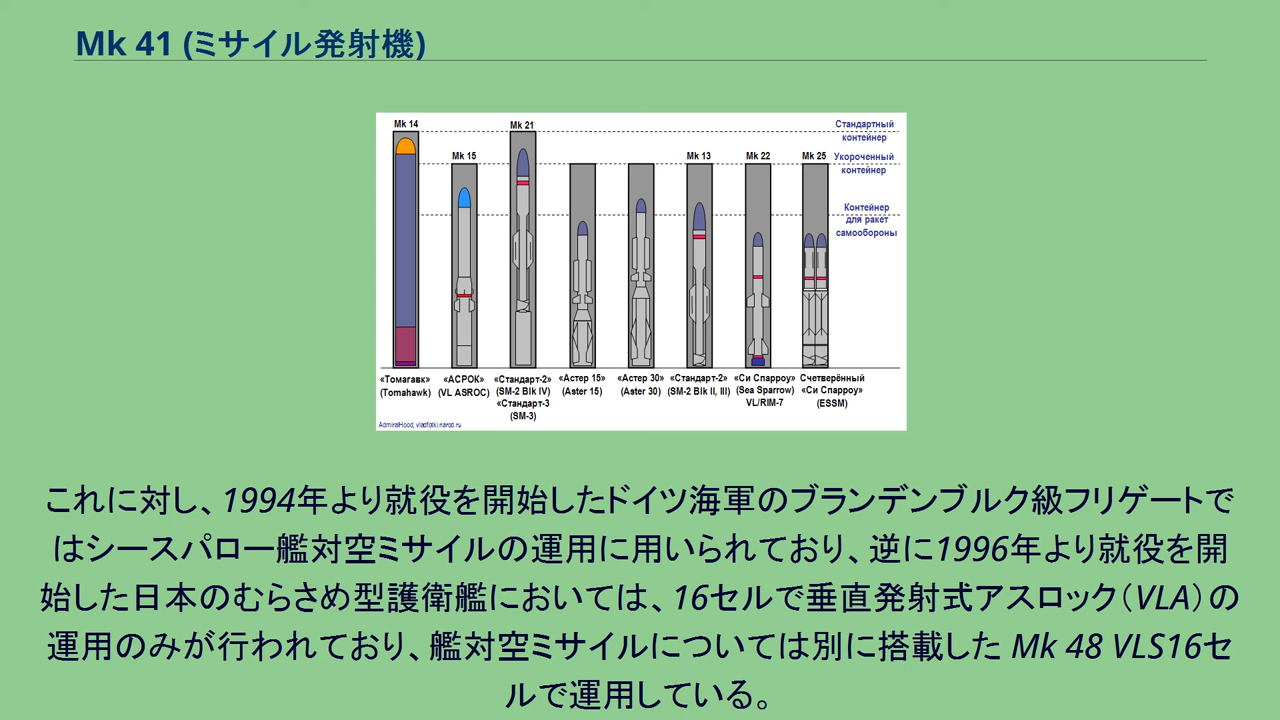 Mk 41 (ミサイル発射機)
Mk 14
Mk 21
Стандартный
контейнер
Mk 15
Mk 13
Mk 22
Mk 25
Укороченный
контейнер
Контейнер
для ракет
самообороны
«Томагавк»
(Tomahawk)
«АСРОК»
(VL ASROC)
«Стандарт-2»
(SM-2 Blk IV)
«Стандарт-3
(SM-3)
«Астер 15»
(Aster 15)
«Астер 30»
(Aster 30)
«Стандарт-2»
(SM-2 Blk II, III)
«Си Спарроу»
(Sea Sparrow)
VL/RIM-7
Счетверённый
«Си Спарроу»
(ESSM)
AdmiralHood, vladfotki.narod.ru
これに対し、1994年より就役を開始したドイツ海軍のブランデンブルク級フリゲートで
はシースパロー艦対空ミサイルの運用に用いられており、逆に1996年より就役を開
始した日本のむらさめ型護衛艦においては、16セルで垂直発射式アスロック（VLA）の
運用のみが行われており、艦対空ミサイルについては別に搭載した Mk 48 VLS16セ
ルで運用している。